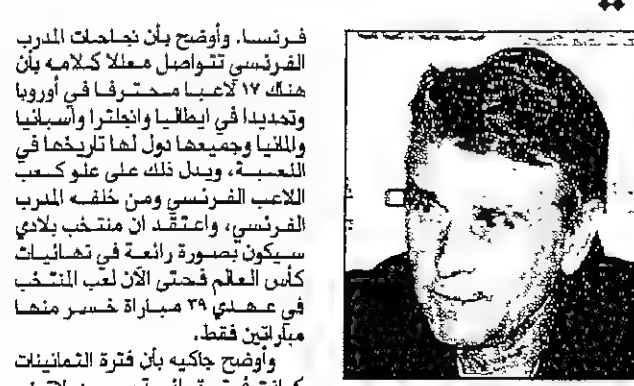 فرنسا. وأوضح بأن نجاحات المدرب
الفرنسي تتواصل معللا كلامه بأن
هناك ١٧ لاعبا محترفا في أوروبا
وتحديدا في ايطاليا وانجلترا وأسبانيا
والمانيا وجميعها دول لها تاريخها في
اللعبة، ويدل ذلك على علو كعب
اللاعب الفرنسي ومن خلفه المدرب
الفرنسي، واعتقد ان منتخب بلادي
سيكون بصورة رائعة في نهائيات
كأس العالم فحتى الآن لعب المنتخب
في عهدي ٣٩ مباراة خسر منها
مباراتين فقط.
وأوضح جاكيه بأن فترة الثمانينات